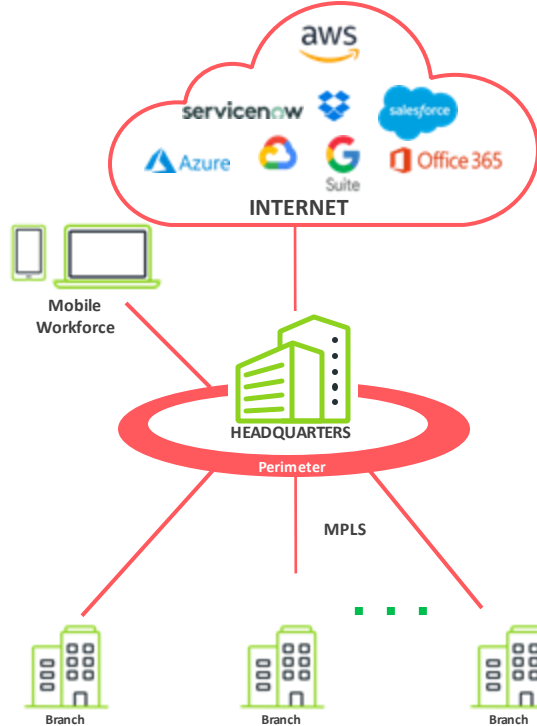 aws
servicenow
salesforce
Azure
G
Suite
Office 365
INTERNET
Mobile
Workforce
HEADQUARTERS
Perimeter
MPLS
Branch
Branch
Branch